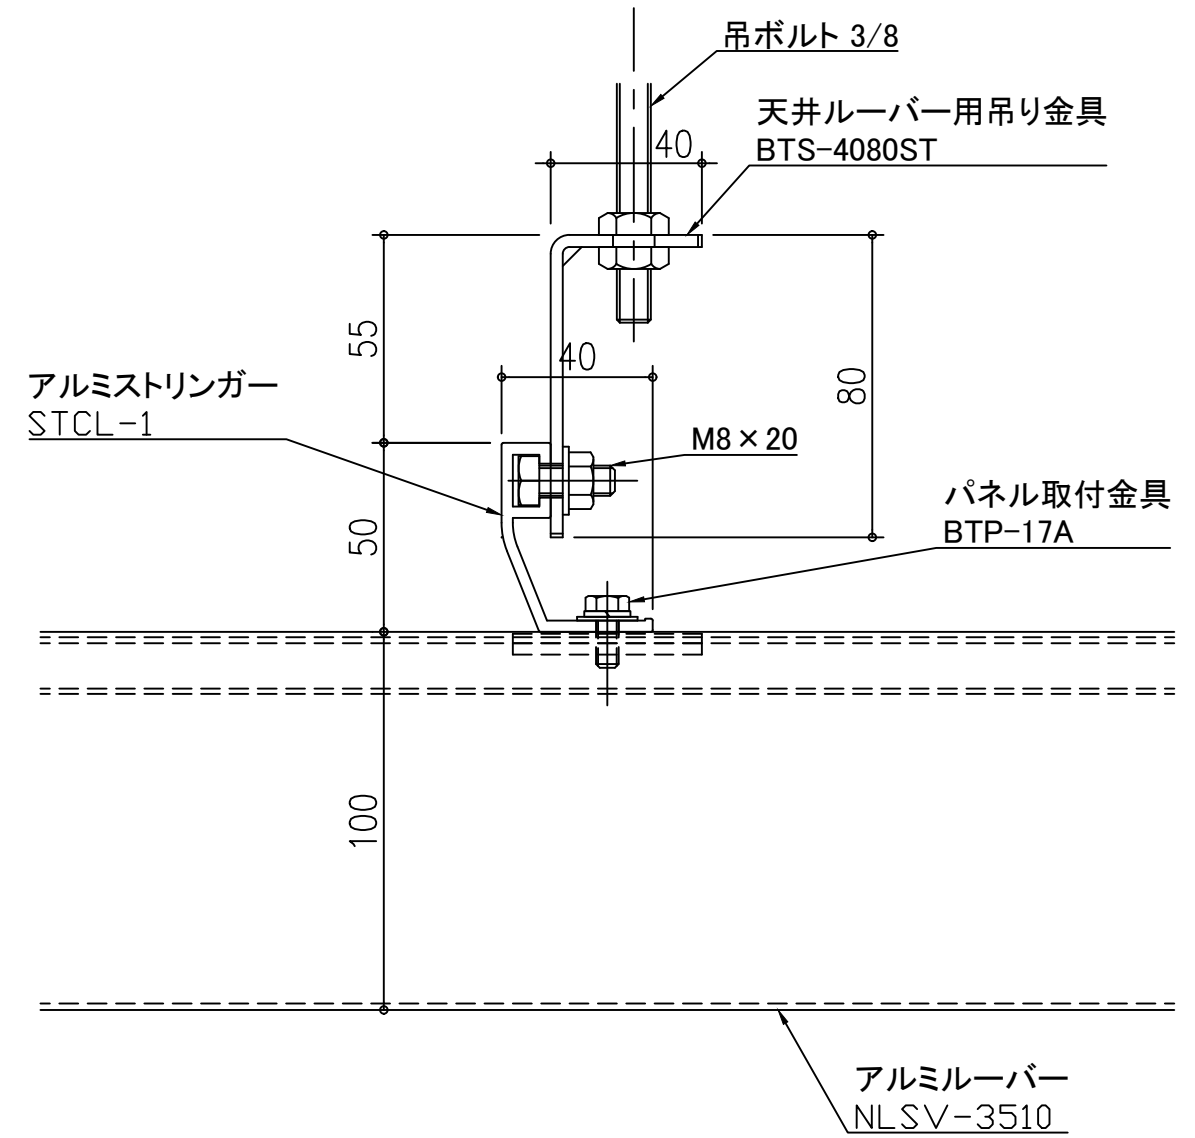 吊ボルト 3/8
天井ルーバー用吊り金具
BTS-4080ST
40
55
40
80
アルミストリンガー
STCL-1
M8×20
パネル取付金具
BTP-17A
50
100
アルミルーバー
NLSV-3510